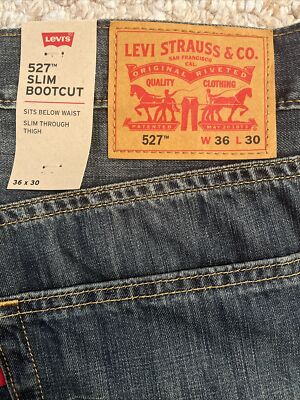 Levi's
527™
SLIM
BOOTCUT
SITS BELOW WAIST
SLIM THROUGH
THIGH
36 x 30
LEVI STRAUSS & CO.
SAN FRANCISCO
CAL.
ORIGINAL RIVETED
QUALITY CLOTHING
PATENTED MAY 20 1873
527™ W 36 L 30